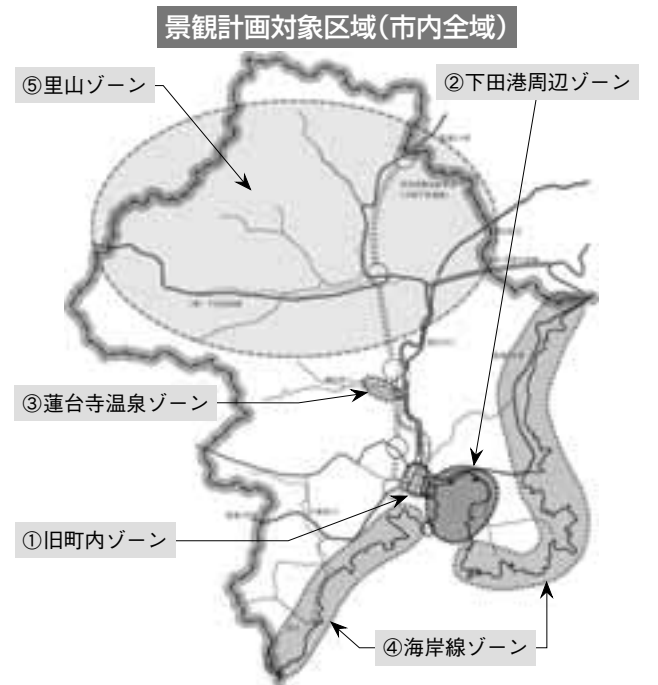 景観計画対象区域(市内全域)
⑤里山ゾーン
②下田港周辺ゾーン
③蓮台寺温泉ゾーン
①旧町内ゾーン
④海岸線ゾーン